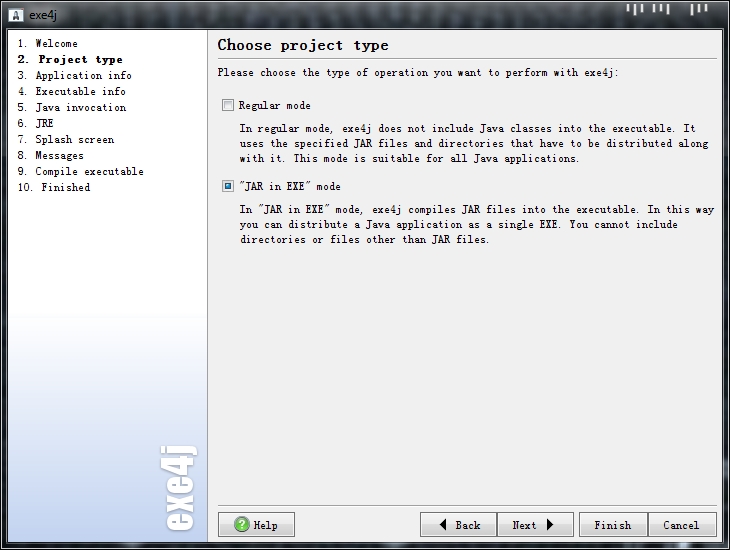 exe4j
1. Welcome
2. Project type
3. Application info
4. Executable info
5. Java invocation
6. JRE
7. Splash screen
8. Messages
9. Compile executable
10. Finished
exe4j
Choose project type
Please choose the type of operation you want to perform with exe4j:
Regular mode
In regular mode, exe4j does not include Java classes into the executable. It
uses the specified JAR files and directories that have to be distributed along
with it. This mode is suitable for all Java applications.
"JAR in EXE" mode
In "JAR in EXE" mode, exe4j compiles JAR files into the executable. In this way
you can distribute a Java application as a single EXE. You cannot include
directories or files other than JAR files.
Help
Back
Next
Finish
Cancel